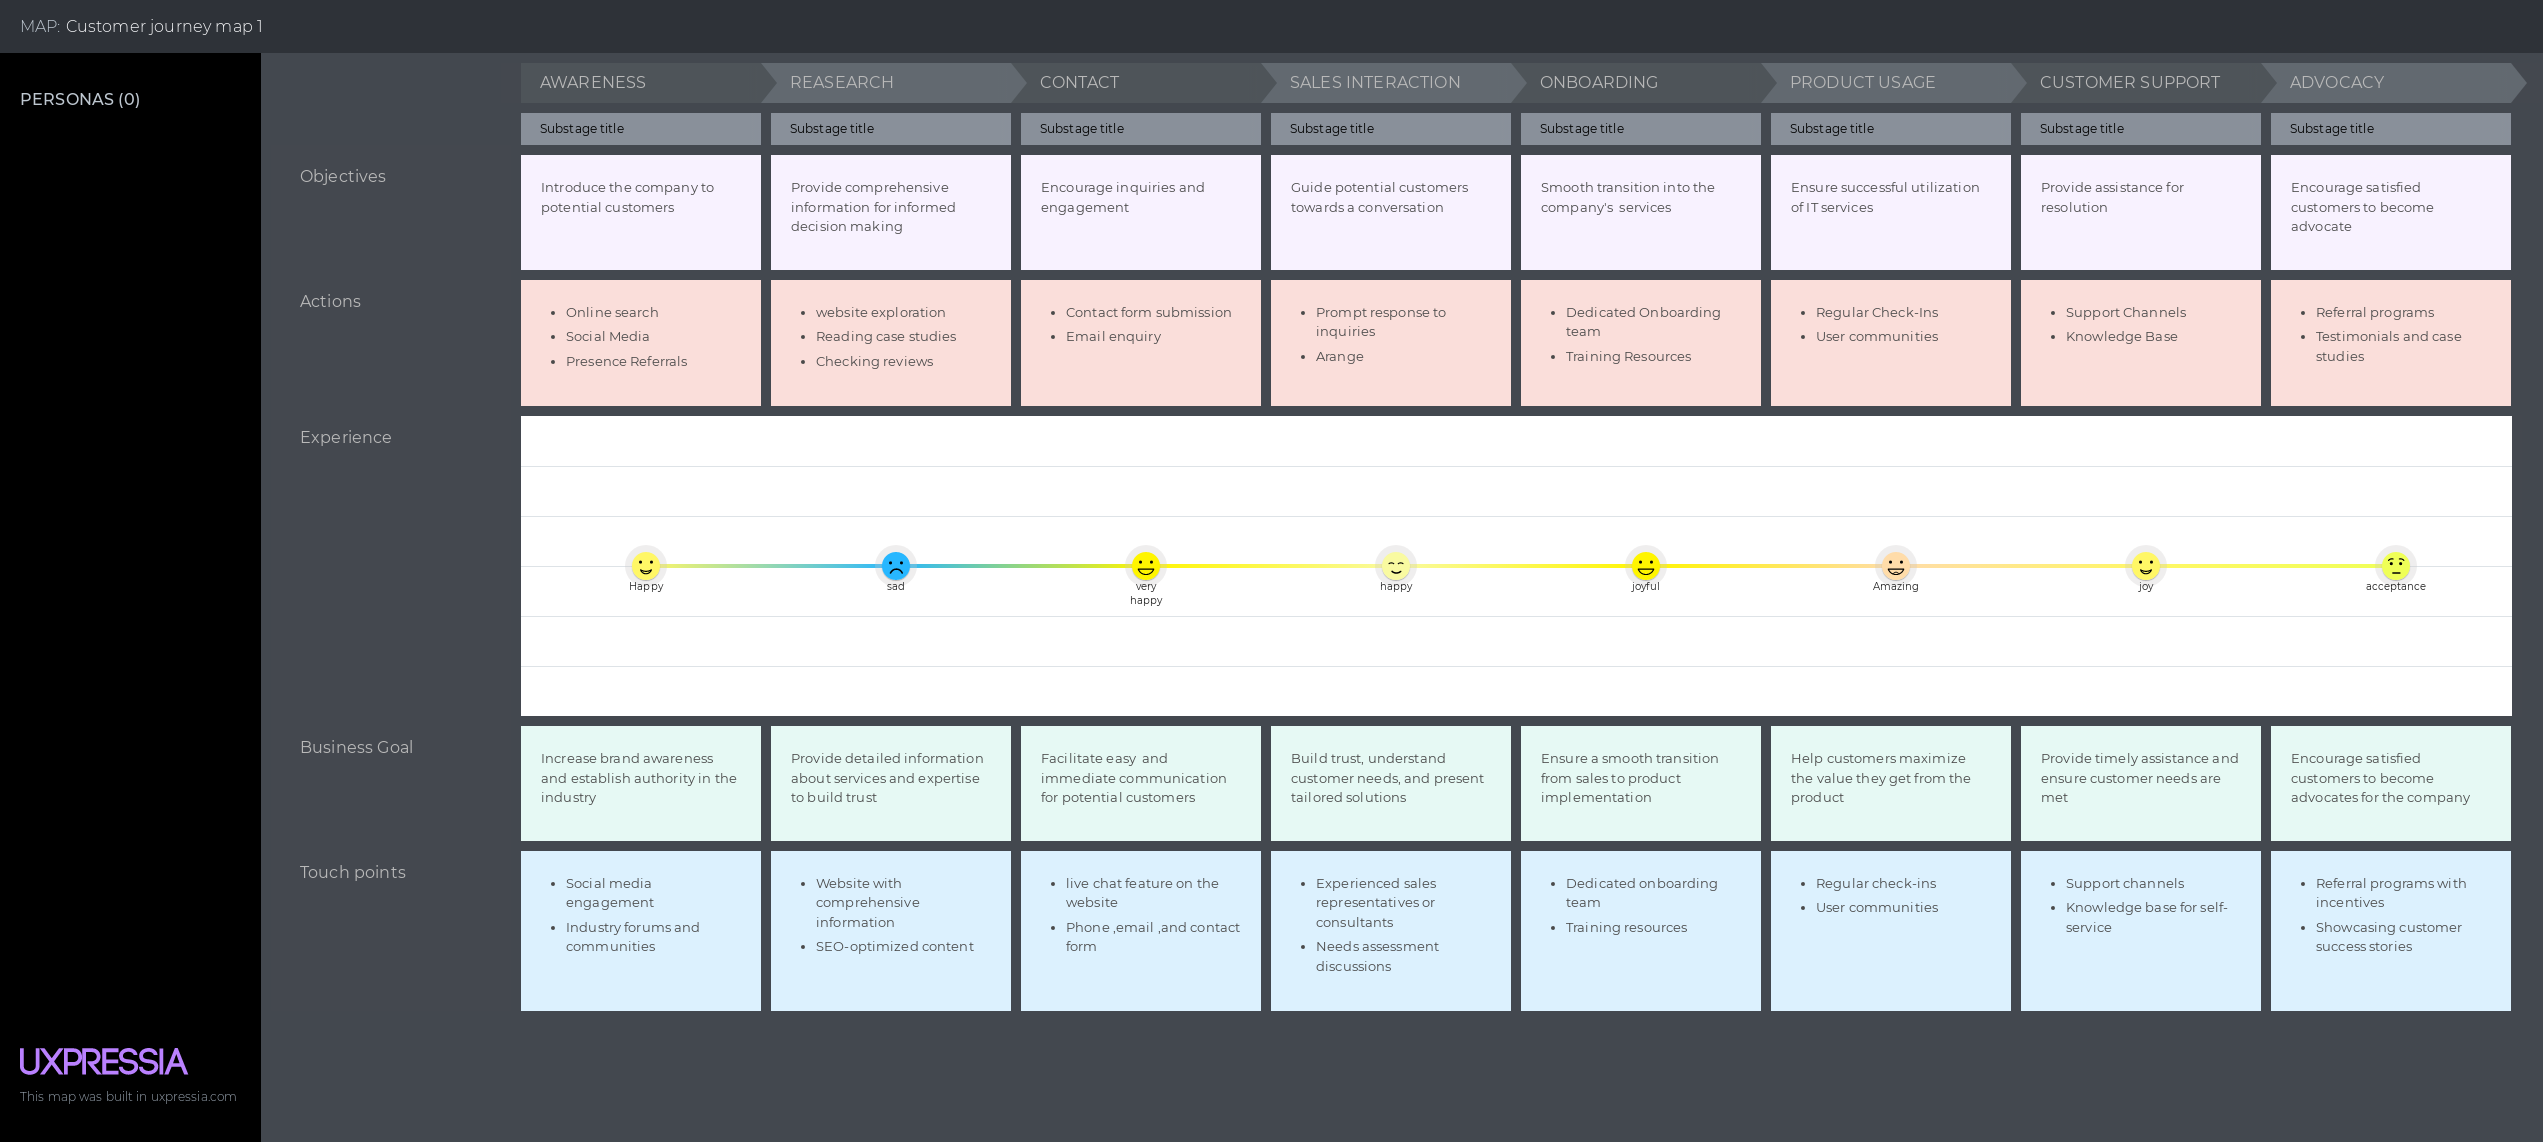 MAP: Customer journey map 1
PERSONAS (0)
AWARENESS
REASEARCH
CONTACT
SALES INTERACTION
ONBOARDING
PRODUCT USAGE
CUSTOMER SUPPORT
ADVOCACY
Substage title
Substage title
Substage title
Substage title
Substage title
Substage title
Substage title
Substage title
Objectives
Introduce the company to
potential customers
Provide comprehensive
information for informed
decision making
Encourage inquiries and
engagement
Guide potential customers
towards a conversation
Smooth transition into the
company's services
Ensure successful utilization
of IT services
Provide assistance for
resolution
Encourage satisfied
customers to become
advocate
Actions
• Online search
• Social Media
• Presence Referrals
• website exploration
• Reading case studies
• Checking reviews
• Contact form submission
• Email enquiry
• Prompt response to
inquiries
• Arange
• Dedicated Onboarding
team
• Training Resources
• Regular Check-Ins
• User communities
• Support Channels
• Knowledge Base
• Referral programs
• Testimonials and case
studies
Experience
Happy
sad
very
happy
happy
joyful
Amazing
joy
acceptance
Business Goal
Increase brand awareness
and establish authority in the
industry
Provide detailed information
about services and expertise
to build trust
Facilitate easy and
immediate communication
for potential customers
Build trust, understand
customer needs, and present
tailored solutions
Ensure a smooth transition
from sales to product
implementation
Help customers maximize
the value they get from the
product
Provide timely assistance and
ensure customer needs are
met
Encourage satisfied
customers to become
advocates for the company
Touch points
• Social media
engagement
• Industry forums and
communities
• Website with
comprehensive
information
• SEO-optimized content
• live chat feature on the
website
• Phone ,email ,and contact
form
• Experienced sales
representatives or
consultants
• Needs assessment
discussions
• Dedicated onboarding
team
• Training resources
• Regular check-ins
• User communities
• Support channels
• Knowledge base for self-
service
• Referral programs with
incentives
• Showcasing customer
success stories
UXPRESSIA
This map was built in uxpressia.com